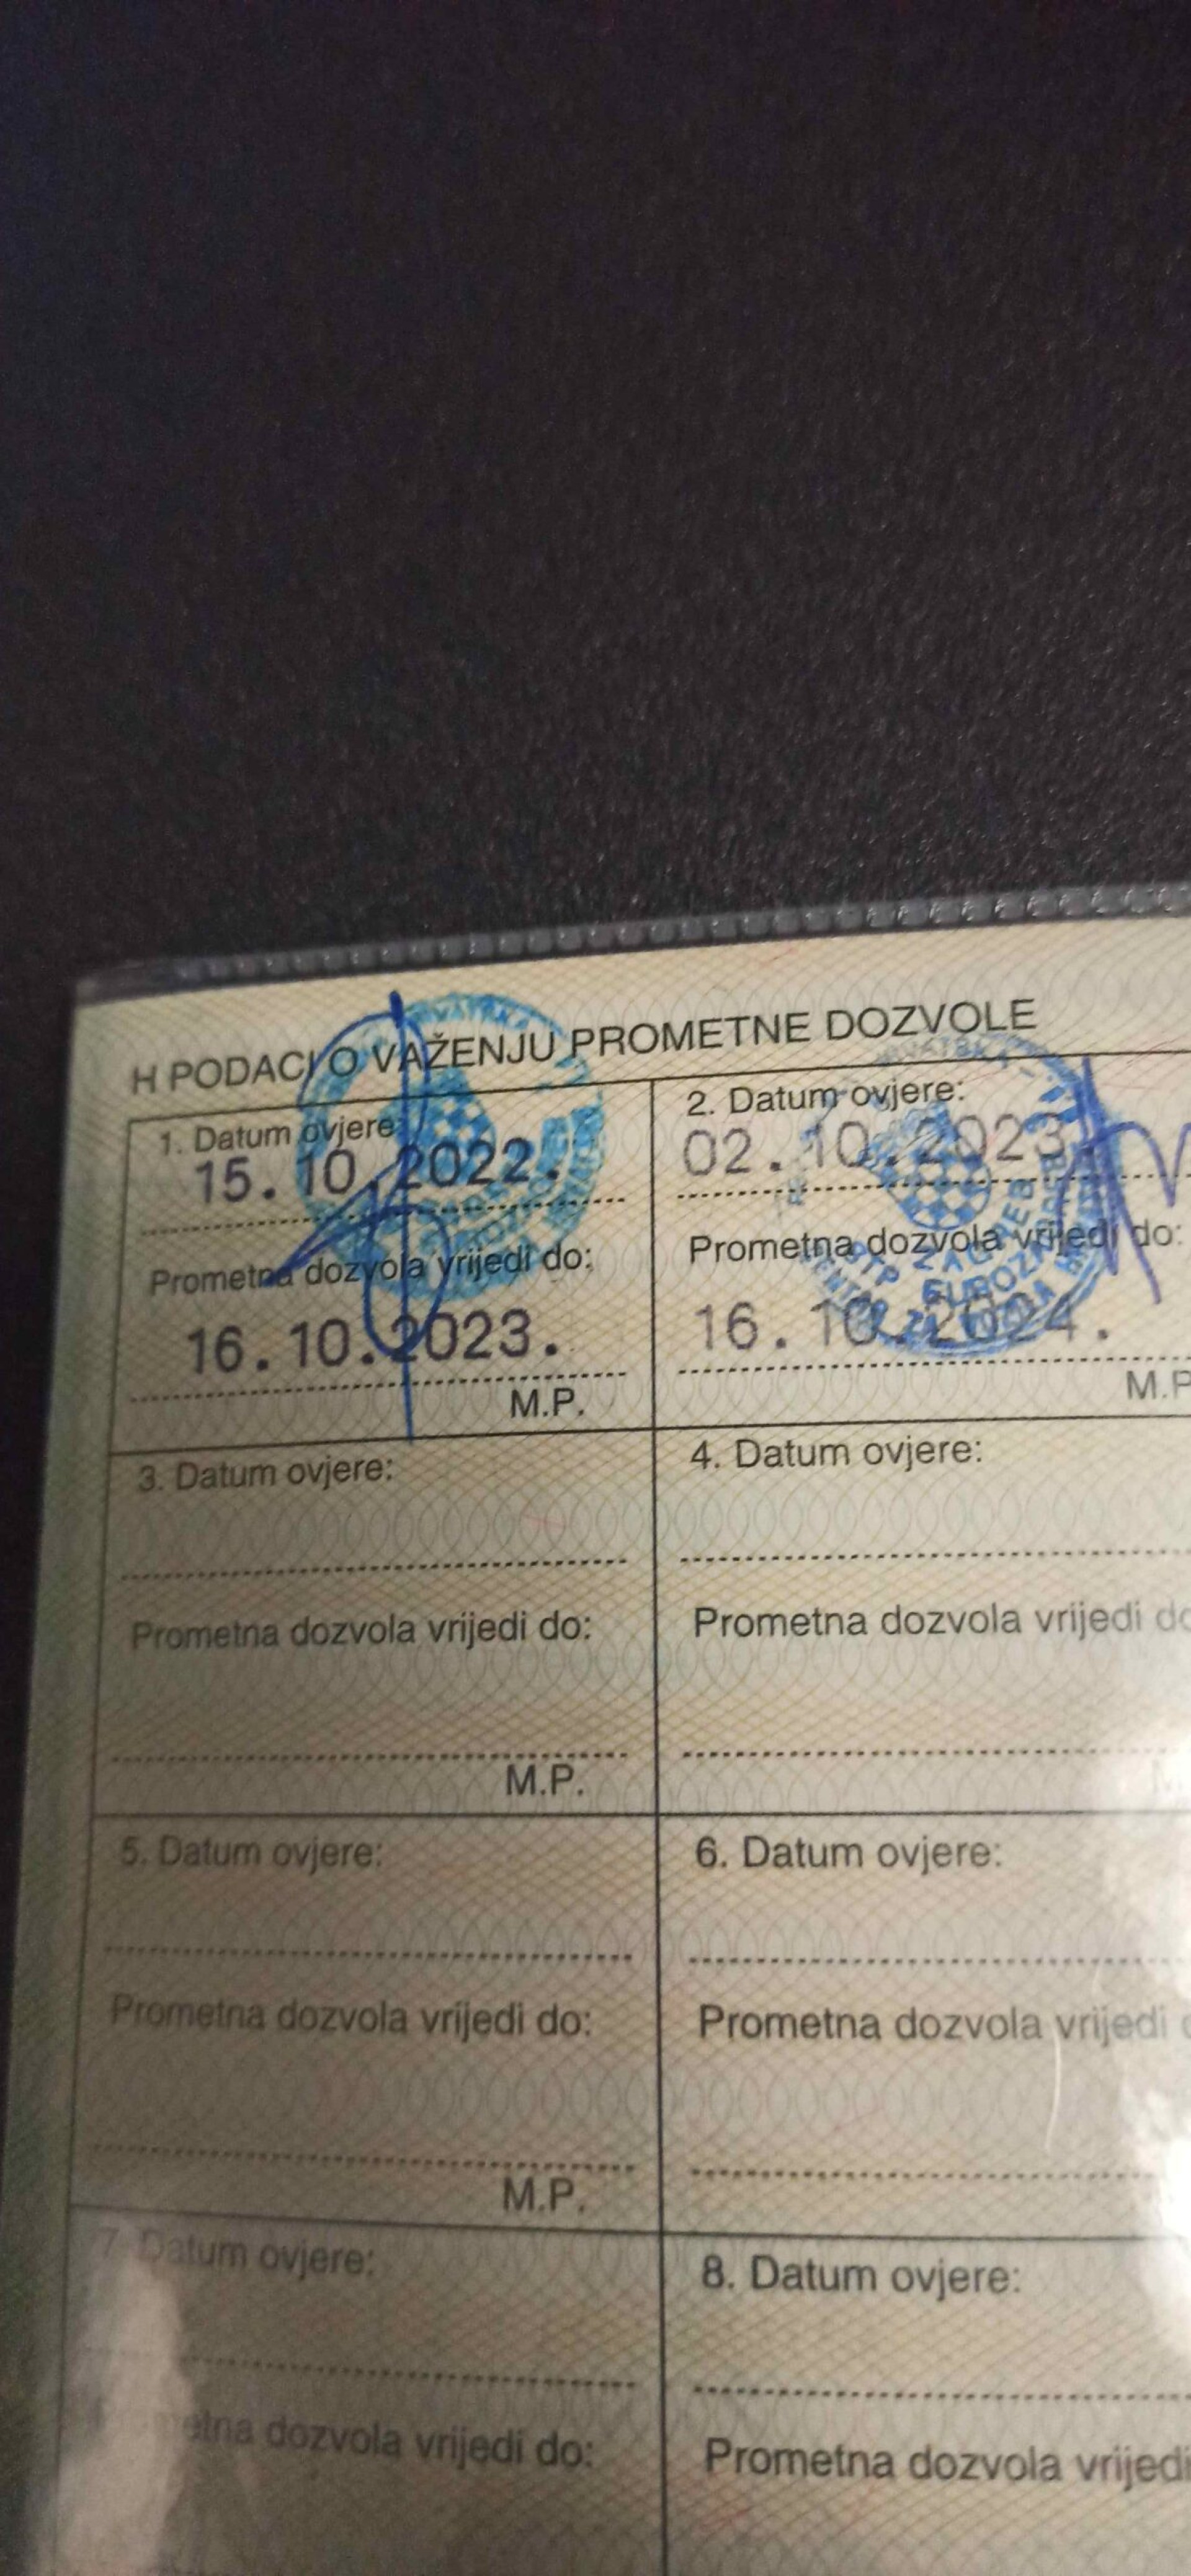 H PODACI O VAŽENJU PROMETNE DOZVOLE
1. Datum ovjere:
15.10.2022.
Prometna dozvola vrijedi do:
16.10.2023.
M.P.
2. Datum ovjere:
02.10.2023.
Prometna dozvola vrijedi do:
16.10.2024.
M.P
ZAGREB
3. Datum ovjere:
Prometna dozvola vrijedi do:
M.P.
4. Datum ovjere:
Prometna dozvola vrijedi do
5. Datum ovjere:
Prometna dozvola vrijedi do:
M.P.
6. Datum ovjere:
Prometna dozvola vrijedi
7. Datum ovjere:
dozvola vrijedi do:
8. Datum ovjere:
Prometna dozvola vrijedi